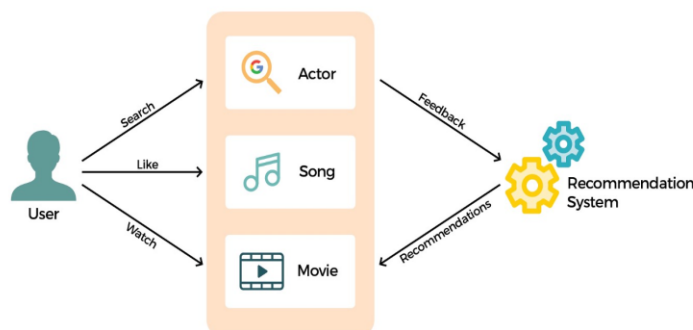 Search
Like
Watch
User
G
Actor
Song
Movie
Feedback
Recommendations
Recommendation
System